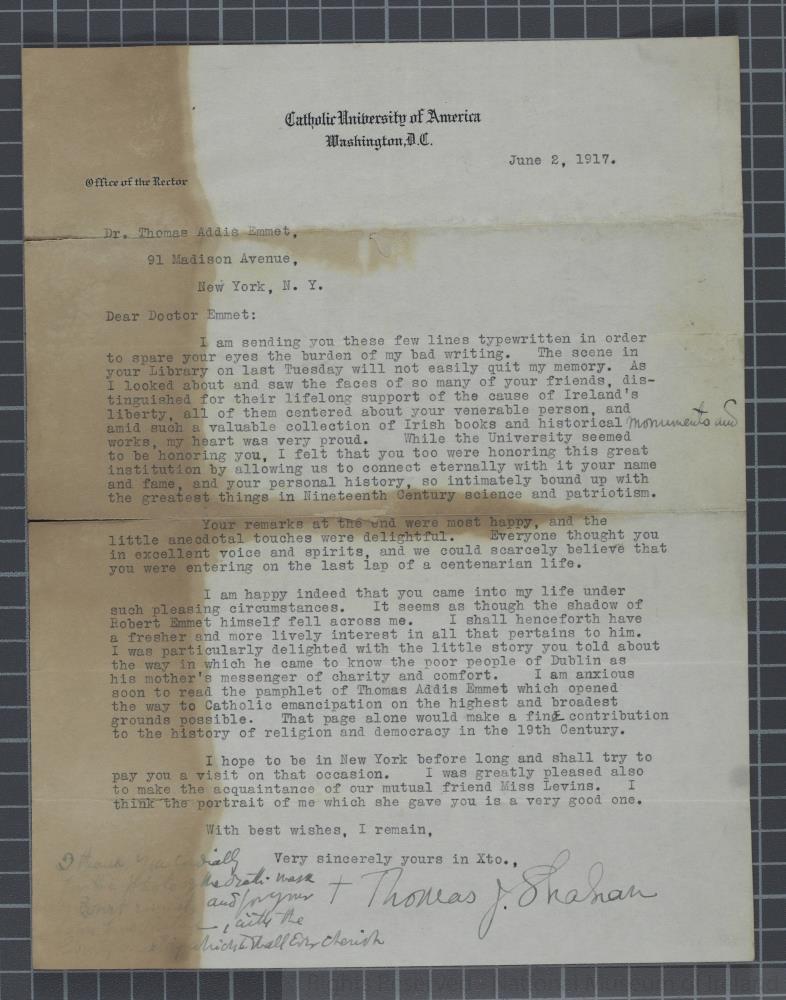 Catholic University of America
Washington, D.C.
June 2, 1917.
Office of the Rector
Dr. Thomas Addis Emmet,
91 Madison Avenue,
New York, N. Y.
Dear Doctor Emmet:
I am sending you these few lines typewritten in order
to spare your eyes the burden of my bad writing. The scene in
your Library on last Tuesday will not easily quit my memory. As
I looked about and saw the faces of so many of your friends, dis-
tinguished for their lifelong support of the cause of Ireland's
liberty, all of them centered about your venerable person, and
amid such a valuable collection of Irish books and historical monuments and
works, my heart was very proud. While the University seemed
to be honoring you, I felt that you too were honoring this great
institution by allowing us to connect eternally with it your name
and fame, and your personal history, so intimately bound up with
the greatest things in Nineteenth Century science and patriotism.
Your remarks at the end were most happy, and the
little anecdotal touches were delightful. Everyone thought you
in excellent voice and spirits, and we could scarcely believe that
you were entering on the last lap of a centenarian life.
I am happy indeed that you came into my life under
such pleasing circumstances. It seems as though the shadow of
Robert Emmet himself fell across me. I shall henceforth have
a fresher and more lively interest in all that pertains to him.
I was particularly delighted with the little story you told about
the way in which he came to know the poor people of Dublin as
his mother's messenger of charity and comfort. I am anxious
soon to read the pamphlet of Thomas Addis Emmet which opened
the way to Catholic emancipation on the highest and broadest
grounds possible. That page alone would make a fine contribution
to the history of religion and democracy in the 19th Century.
I hope to be in New York before long and shall try to
pay you a visit on that occasion. I was greatly pleased also
to make the acquaintance of our mutual friend Miss Levins. I
think the portrait of me which she gave you is a very good one.
With best wishes, I remain,
Very sincerely yours in Xto.,
+ Thomas J. Shahan
I thank you cordially
the death mask
and for your
, with the
which I shall ever cherish
Rights Reserved - National Museum of Ireland